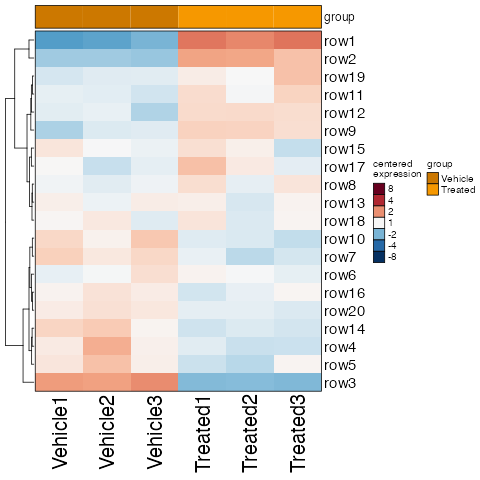 group
row1
row2
row19
row11
row12
row9
row15
row17
row8
row13
row18
row10
row7
row6
row16
row20
row14
row4
row5
row3
Vehicle1
Vehicle2
Vehicle3
Treated1
Treated2
Treated3
centered
expression
8
4
2
1
-2
-4
-8
group
Vehicle
Treated